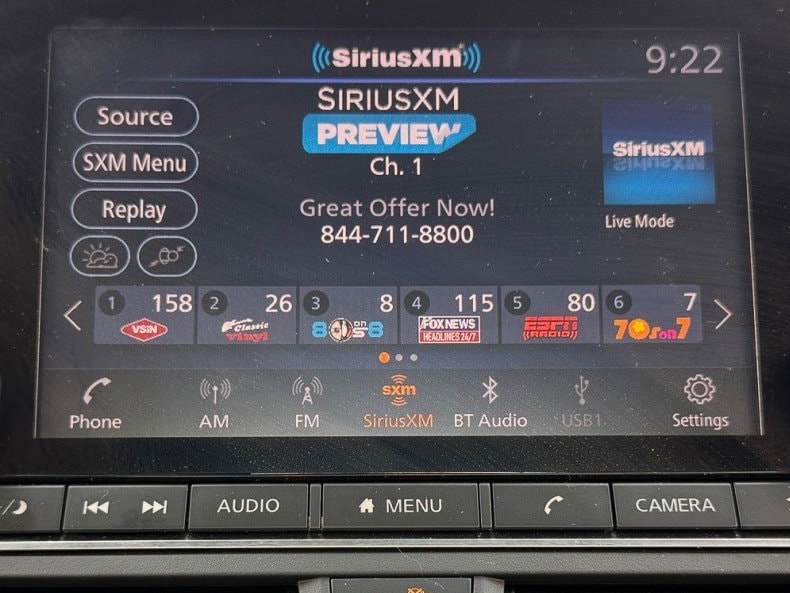 SiriusXM
9:22
SIRIUSXM
PREVIEW
Ch. 1
Source
SXM Menu
Replay
Great Offer Now!
844-711-8800
SiriusXM
Live Mode
1 158 VSiN
2 26 Classic vinyl
3 8 80s on 8
4 115 FOX NEWS HEADLINES 24/7
5 80 ESPN RADIO
6 7 70s on 7
sxm
Phone AM FM SiriusXM BT Audio USB1 Settings
AUDIO MENU CAMERA